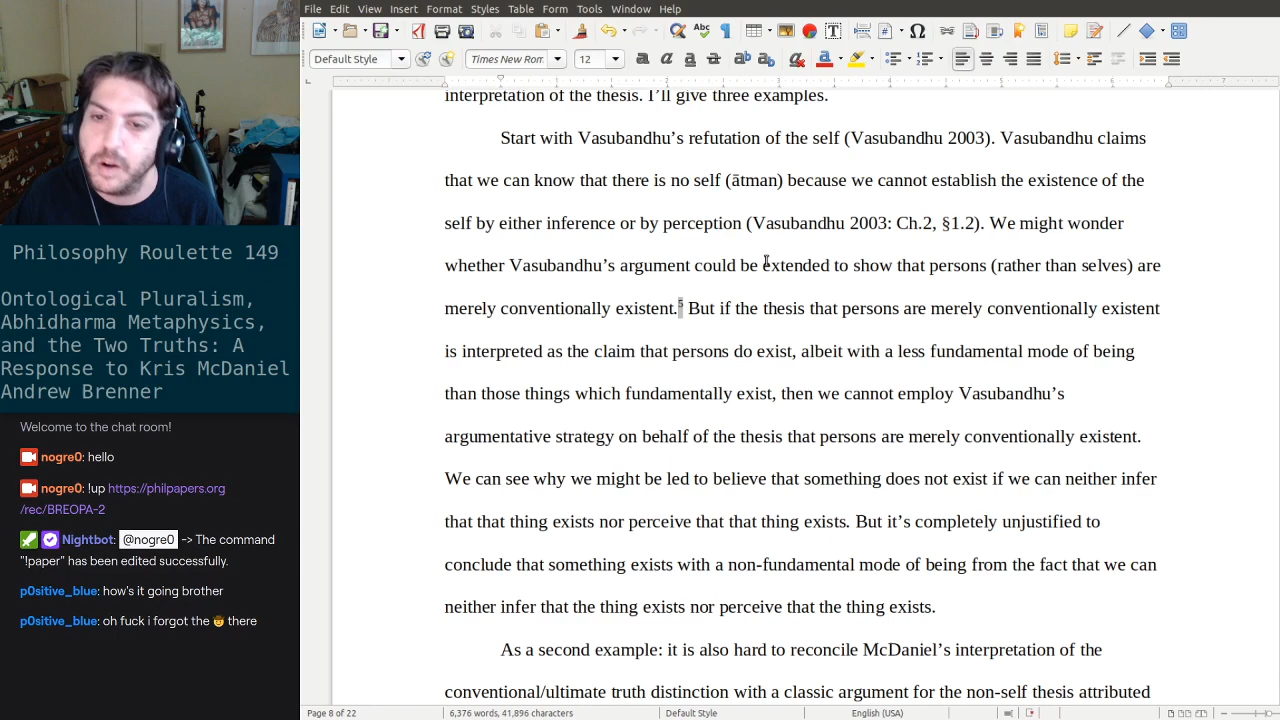 File Edit View Insert Format Styles Table Form Tools Window Help
Default Style Times New Rom 12
interpretation of the thesis. I’ll give three examples.
Start with Vasubandhu’s refutation of the self (Vasubandhu 2003). Vasubandhu claims
that we can know that there is no self (ātman) because we cannot establish the existence of the
self by either inference or by perception (Vasubandhu 2003: Ch.2, §1.2). We might wonder
whether Vasubandhu’s argument could be extended to show that persons (rather than selves) are
merely conventionally existent.5 But if the thesis that persons are merely conventionally existent
is interpreted as the claim that persons do exist, albeit with a less fundamental mode of being
than those things which fundamentally exist, then we cannot employ Vasubandhu’s
argumentative strategy on behalf of the thesis that persons are merely conventionally existent.
We can see why we might be led to believe that something does not exist if we can neither infer
that that thing exists nor perceive that that thing exists. But it’s completely unjustified to
conclude that something exists with a non-fundamental mode of being from the fact that we can
neither infer that the thing exists nor perceive that the thing exists.
As a second example: it is also hard to reconcile McDaniel’s interpretation of the
conventional/ultimate truth distinction with a classic argument for the non-self thesis attributed
Page 8 of 22 6,376 words, 41,896 characters Default Style English (USA)
Philosophy Roulette 149
Ontological Pluralism,
Abhidharma Metaphysics,
and the Two Truths: A
Response to Kris McDaniel
Andrew Brenner
Welcome to the chat room!
nogre0: hello
nogre0: !up https://philpapers.org
/rec/BREOPA-2
Nightbot: @nogre0 -> The command
"!paper" has been edited successfully.
p0sitive_blue: how's it going brother
p0sitive_blue: oh fuck i forgot the 🤠 there